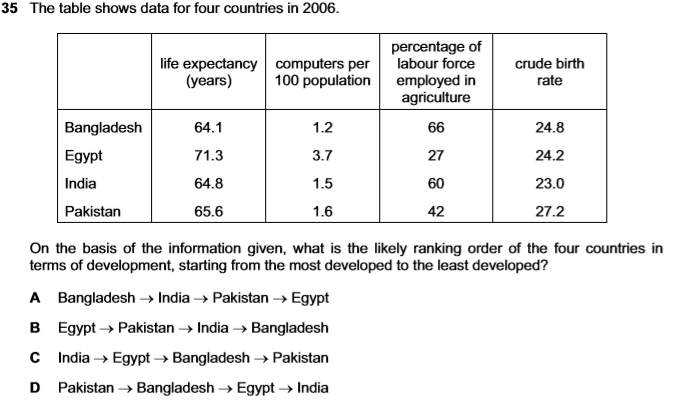 35 The table shows data for four countries in 2006.
life expectancy (years) computers per 100 population percentage of labour force employed in agriculture crude birth rate
Bangladesh 64.1 1.2 66 24.8
Egypt 71.3 3.7 27 24.2
India 64.8 1.5 60 23.0
Pakistan 65.6 1.6 42 27.2
On the basis of the information given, what is the likely ranking order of the four countries in
terms of development, starting from the most developed to the least developed?
A Bangladesh → India → Pakistan → Egypt
B Egypt → Pakistan → India → Bangladesh
C India → Egypt → Bangladesh → Pakistan
D Pakistan → Bangladesh → Egypt → India